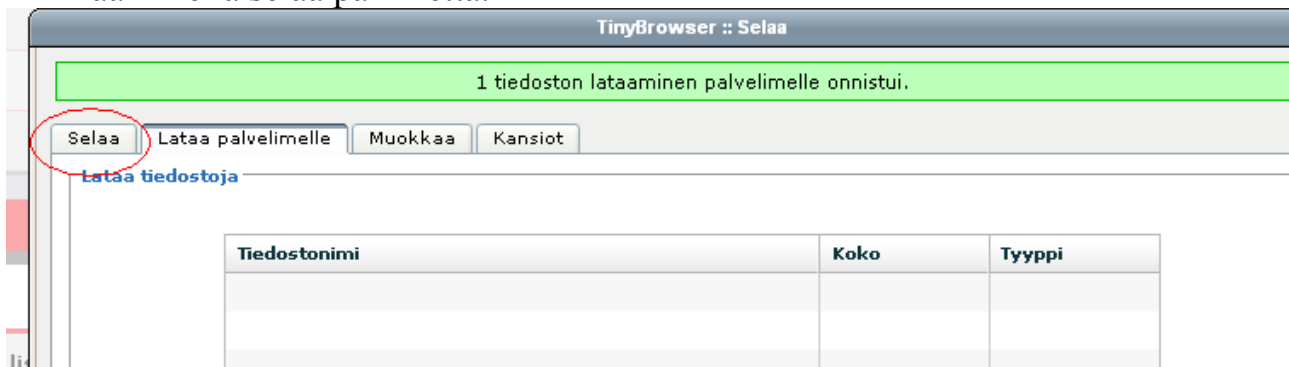 TinyBrowser :: Selaa
1 tiedoston lataaminen palvelimelle onnistui.
Selaa Lataa palvelimelle Muokkaa Kansiot
Lataa tiedostoja
Tiedostonimi Koko Tyyppi